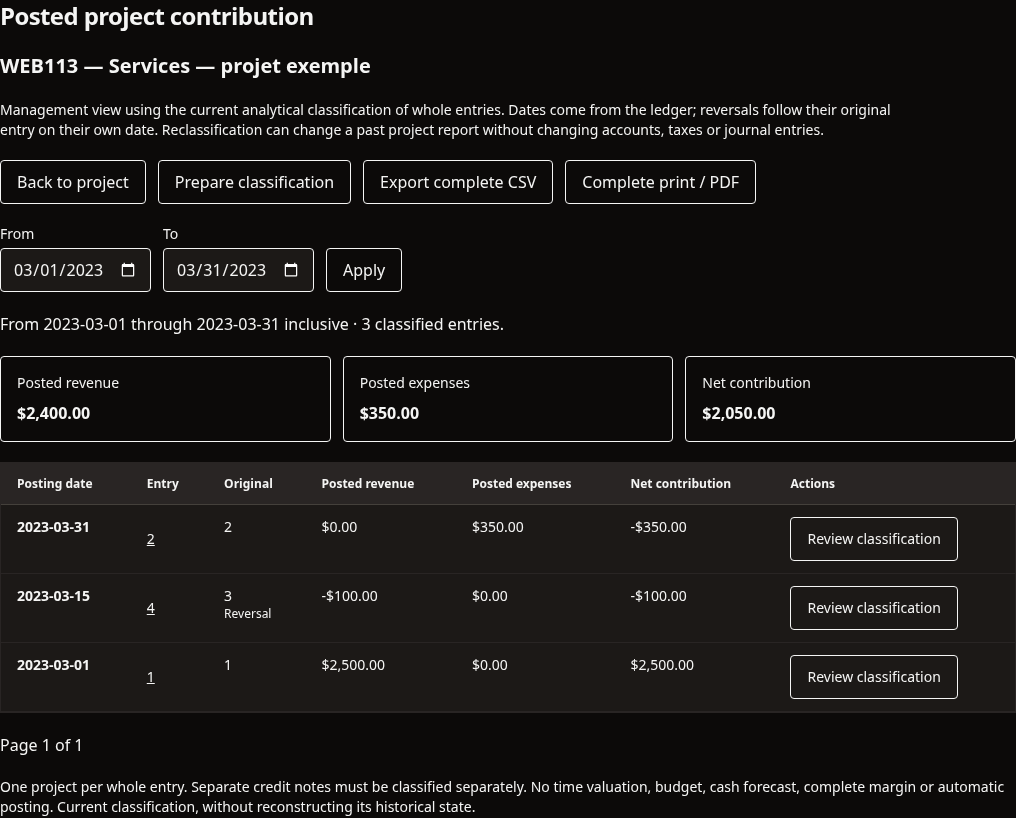 Posted project contribution
WEB113 — Services — projet exemple
Management view using the current analytical classification of whole entries. Dates come from the ledger; reversals follow their original
entry on their own date. Reclassification can change a past project report without changing accounts, taxes or journal entries.
Back to project Prepare classification Export complete CSV Complete print / PDF
From To
03/01/2023 03/31/2023 Apply
From 2023-03-01 through 2023-03-31 inclusive · 3 classified entries.
Posted revenue Posted expenses Net contribution
$2,400.00 $350.00 $2,050.00
Posting date Entry Original Posted revenue Posted expenses Net contribution Actions
2023-03-31 2 2 $0.00 $350.00 -$350.00 Review classification
2023-03-15 4 3 -$100.00 $0.00 -$100.00 Review classification
Reversal
2023-03-01 1 1 $2,500.00 $0.00 $2,500.00 Review classification
Page 1 of 1
One project per whole entry. Separate credit notes must be classified separately. No time valuation, budget, cash forecast, complete margin or automatic
posting. Current classification, without reconstructing its historical state.